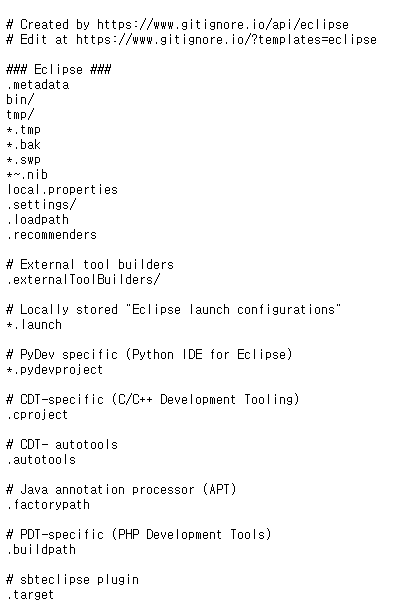 # Created by https://www.gitignore.io/api/eclipse
# Edit at https://www.gitignore.io/?templates=eclipse
### Eclipse ###
.metadata
bin/
tmp/
*.tmp
*.bak
*.swp
*~.nib
local.properties
.settings/
.loadpath
.recommenders
# External tool builders
.externalToolBuilders/
# Locally stored "Eclipse launch configurations"
*.launch
# PyDev specific (Python IDE for Eclipse)
*.pydevproject
# CDT-specific (C/C++ Development Tooling)
.cproject
# CDT- autotools
.autotools
# Java annotation processor (APT)
.factorypath
# PDT-specific (PHP Development Tools)
.buildpath
# sbteclipse plugin
.target